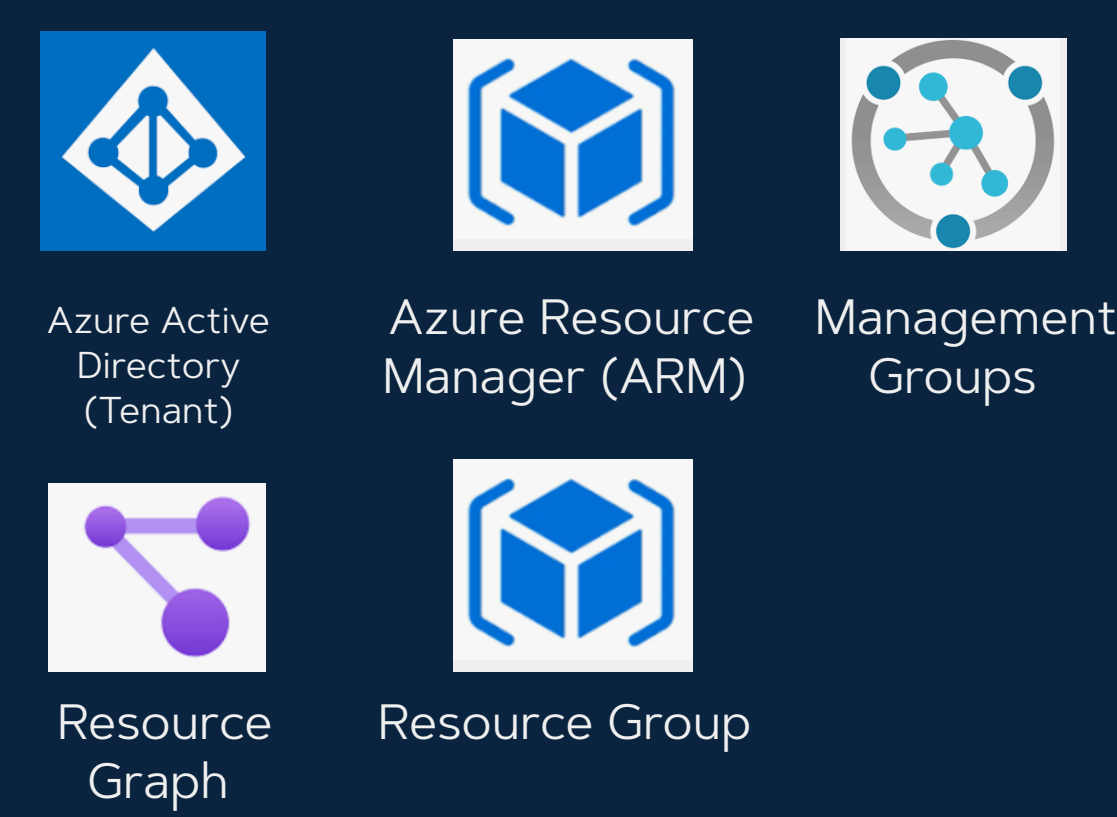 Azure Active
Directory
(Tenant)
Azure Resource
Manager (ARM)
Management
Groups
Resource
Graph
Resource Group